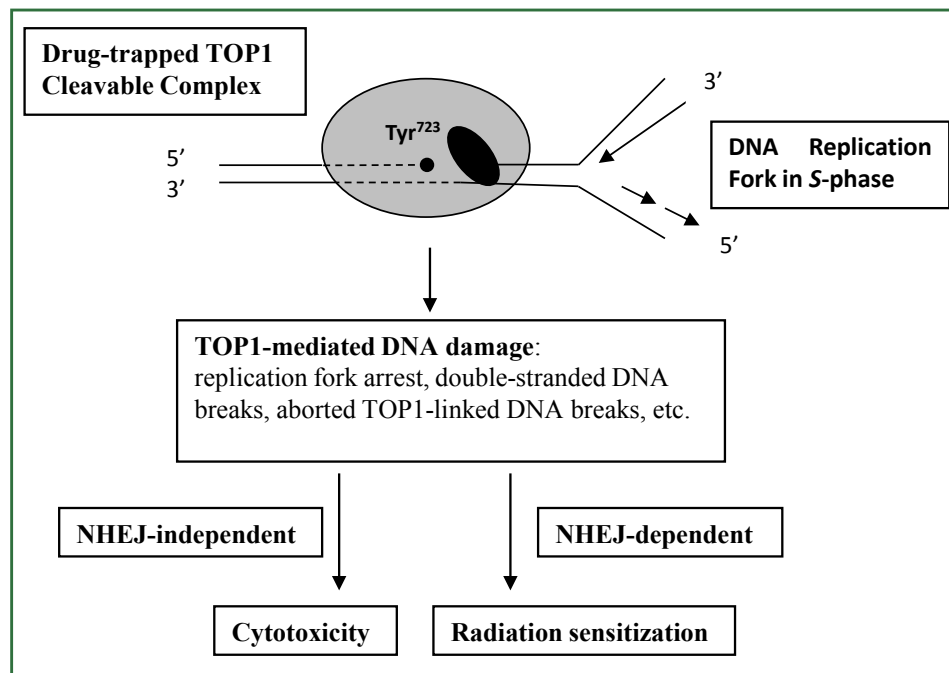 Drug-trapped TOP1
Cleavable Complex
3’
Tyr723
DNA Replication
Fork in S-phase
5’
3’
5’
TOP1-mediated DNA damage:
replication fork arrest, double-stranded DNA
breaks, aborted TOP1-linked DNA breaks, etc.
NHEJ-independent
NHEJ-dependent
Cytotoxicity
Radiation sensitization